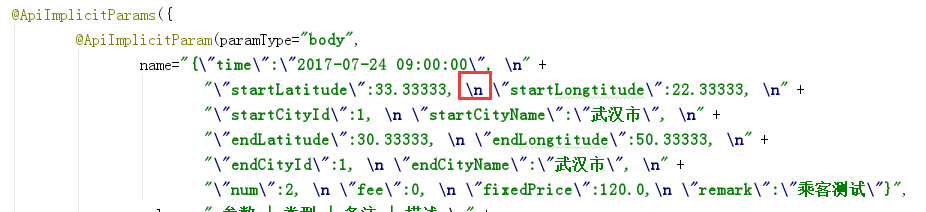 @ApiImplicitParams({
@ApiImplicitParam(paramType="body",
name="{\"time\":\"2017-07-24 09:00:00\", \n" +
"\"startLatitude\":33.33333, \n \"startLongtitude\":22.33333, \n" +
"\"startCityId\":1, \n \"startCityName\":\"武汉市\", \n" +
"\"endLatitude\":30.33333, \n \"endLongtitude\":50.33333, \n" +
"\"endCityId\":1, \n \"endCityName\":\"武汉市\", \n" +
"\"num\":2, \n \"fee\":0, \n \"fixedPrice\":120.0,\n \"remark\":\"乘客测试\"}",